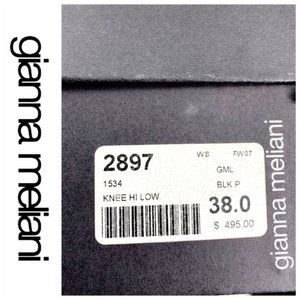 gianna meliani
2897
WS
FW07
1534
GML
KNEE HI LOW
BLK P
38.0
$ 495.00
gianna meliani